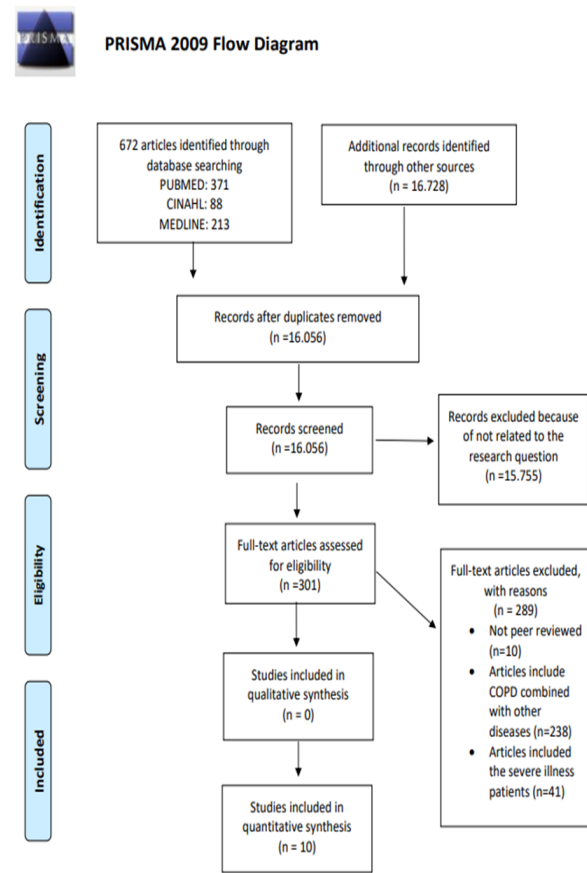 PRISMA
PRISMA 2009 Flow Diagram
Identification
672 articles identified through
database searching
PUBMED: 371
CINAHL: 88
MEDLINE: 213
Additional records identified
through other sources
(n = 16.728)
Screening
Records after duplicates removed
(n =16.056)
Records screened
(n =16.056)
Records excluded because
of not related to the
research question
(n =15.755)
Eligibility
Full-text articles assessed
for eligibility
(n =301)
Full-text articles excluded,
with reasons
(n = 289)
• Not peer reviewed
(n=10)
• Articles include
COPD combined
with other
diseases (n=238)
• Articles included
the severe illness
patients (n=41)
Included
Studies included in
qualitative synthesis
(n = 0)
Studies included in
quantitative synthesis
(n = 10)